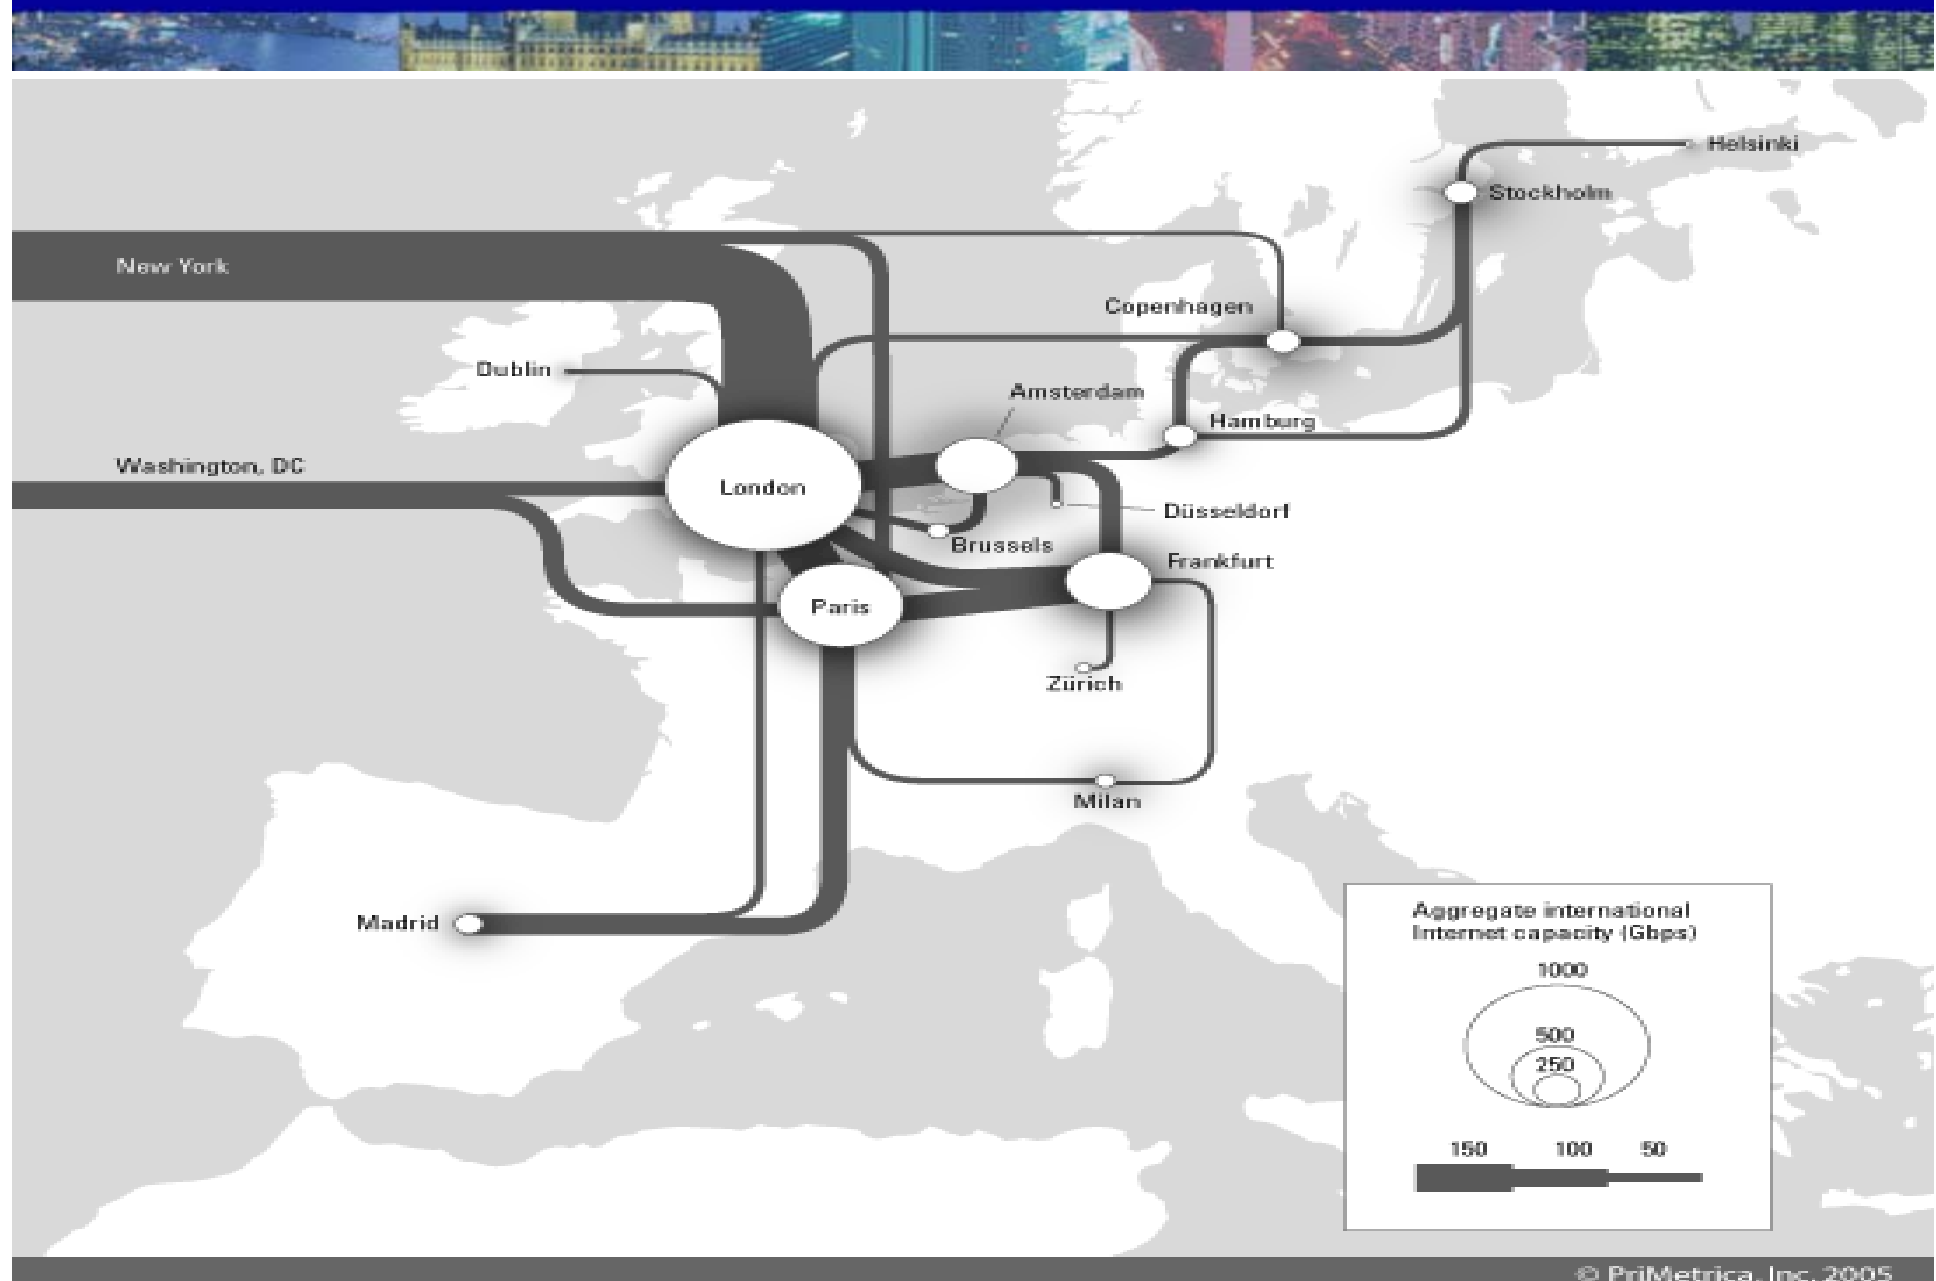 Helsinki
Stockholm
New York
Copenhagen
Dublin
Amsterdam
Hamburg
Washington, DC
London
Düsseldorf
Brussels
Frankfurt
Paris
Zürich
Milan
Madrid
Aggregate international
Internet capacity (Gbps)
1000
500
250
150 100 50
© PriMetrica, Inc. 2005